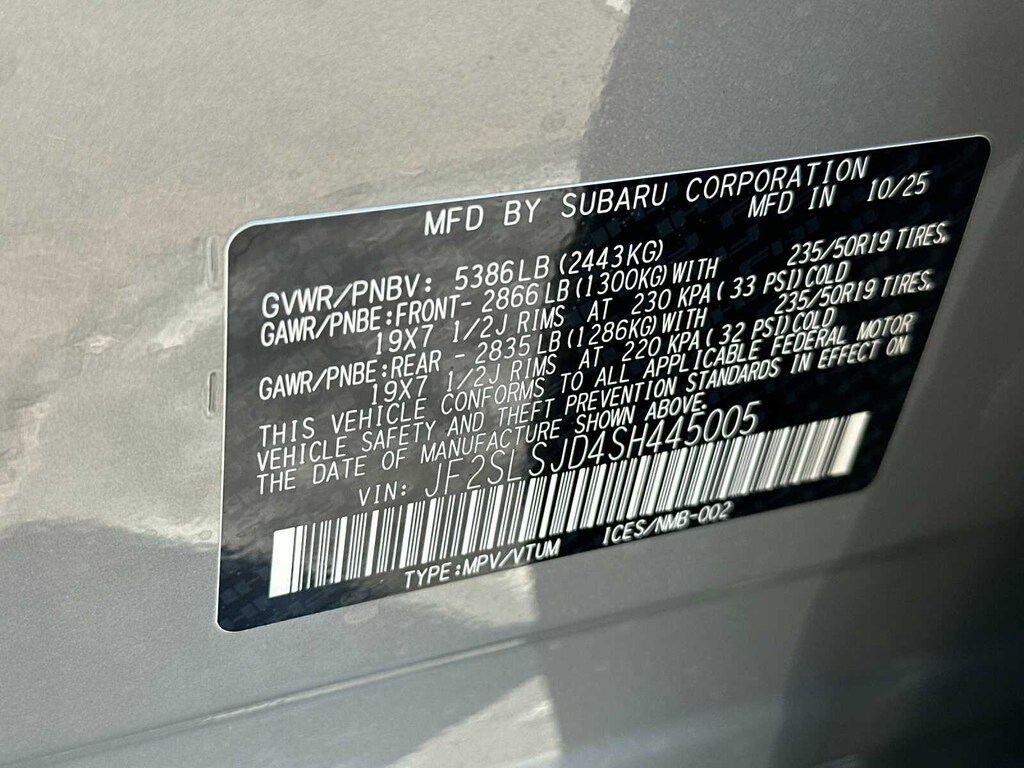 MFD BY SUBARU CORPORATION
MFD IN 10/25
GVWR/PNBV: 5386LB(2443KG)
GAWR/PNBE:FRONT-2866LB(1300KG)WITH 235/50R19 TIRES,
19X7 1/2J RIMS AT 230 KPA(33 PSI)COLD
GAWR/PNBE:REAR -2835LB(1286KG)WITH 235/50R19 TIRES,
19X7 1/2J RIMS AT 220 KPA(32 PSI)COLD
THIS VEHICLE CONFORMS TO ALL APPLICABLE FEDERAL MOTOR
VEHICLE SAFETY AND THEFT PREVENTION STANDARDS IN EFFECT ON
THE DATE OF MANUFACTURE SHOWN ABOVE.
VIN: JF2SLSJD4SH445005
TYPE:MPV/VTUM ICES/NMB-002